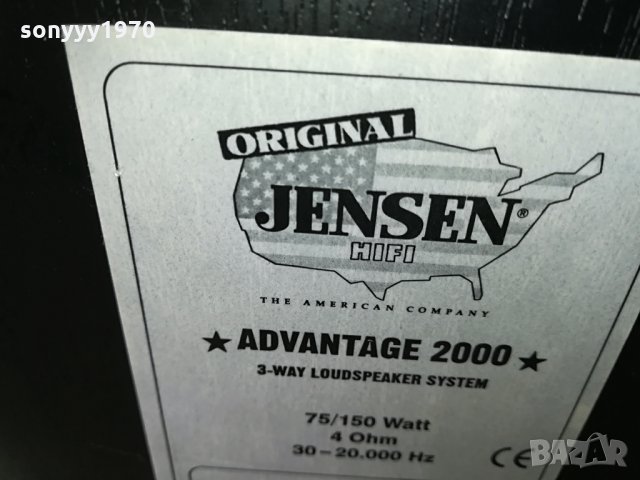 sonyyy1970
ORIGINAL
JENSEN®
HIFI
THE AMERICAN COMPANY
★ ADVANTAGE 2000 ★
3-WAY LOUDSPEAKER SYSTEM
75/150 Watt
4 Ohm
30–20.000 Hz
CE
BAZAR